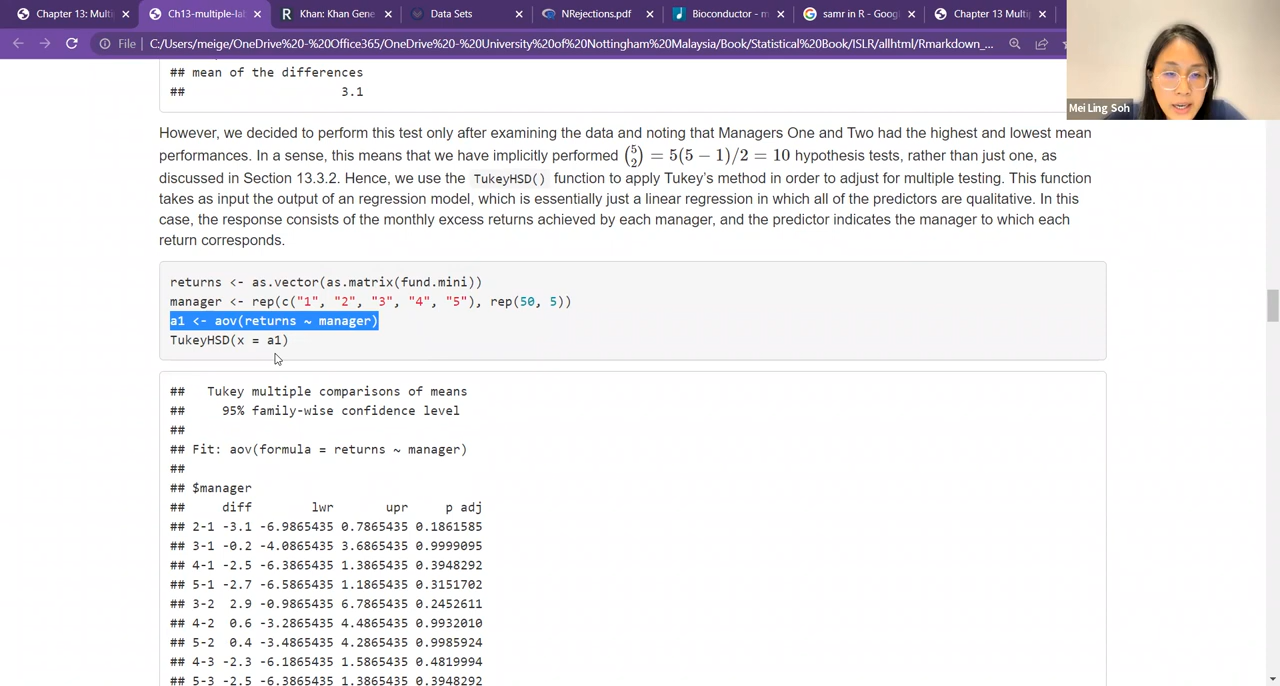 Chapter 13: Multip
Ch13-multiple-lab
Khan: Khan Gene
Data Sets
NRejections.pdf
Bioconductor - m
samr in R - Goog
Chapter 13 Multi
File
C:/Users/meige/OneDrive%20-%20Office365/OneDrive%20-%20University%20of%20Nottingham%20Malaysia/Book/Statistical%20Book/ISLR/allhtml/Rmarkdown_...
Mei Ling Soh
## mean of the differences
## 3.1
However, we decided to perform this test only after examining the data and noting that Managers One and Two had the highest and lowest mean
performances. In a sense, this means that we have implicitly performed (5 2) = 5(5 − 1)/2 = 10 hypothesis tests, rather than just one, as
discussed in Section 13.3.2. Hence, we use the TukeyHSD() function to apply Tukey's method in order to adjust for multiple testing. This function
takes as input the output of an regression model, which is essentially just a linear regression in which all of the predictors are qualitative. In this
case, the response consists of the monthly excess returns achieved by each manager, and the predictor indicates the manager to which each
return corresponds.
returns <- as.vector(as.matrix(fund.mini))
manager <- rep(c("1", "2", "3", "4", "5"), rep(50, 5))
a1 <- aov(returns ~ manager)
TukeyHSD(x = a1)
## Tukey multiple comparisons of means
## 95% family-wise confidence level
##
## Fit: aov(formula = returns ~ manager)
##
## $manager
## diff lwr upr p adj
## 2-1 -3.1 -6.9865435 0.7865435 0.1861585
## 3-1 -0.2 -4.0865435 3.6865435 0.9999095
## 4-1 -2.5 -6.3865435 1.3865435 0.3948292
## 5-1 -2.7 -6.5865435 1.1865435 0.3151702
## 3-2 2.9 -0.9865435 6.7865435 0.2452611
## 4-2 0.6 -3.2865435 4.4865435 0.9932010
## 5-2 0.4 -3.4865435 4.2865435 0.9985924
## 4-3 -2.3 -6.1865435 1.5865435 0.4819994
## 5-3 -2.5 -6.3865435 1.3865435 0.3948292